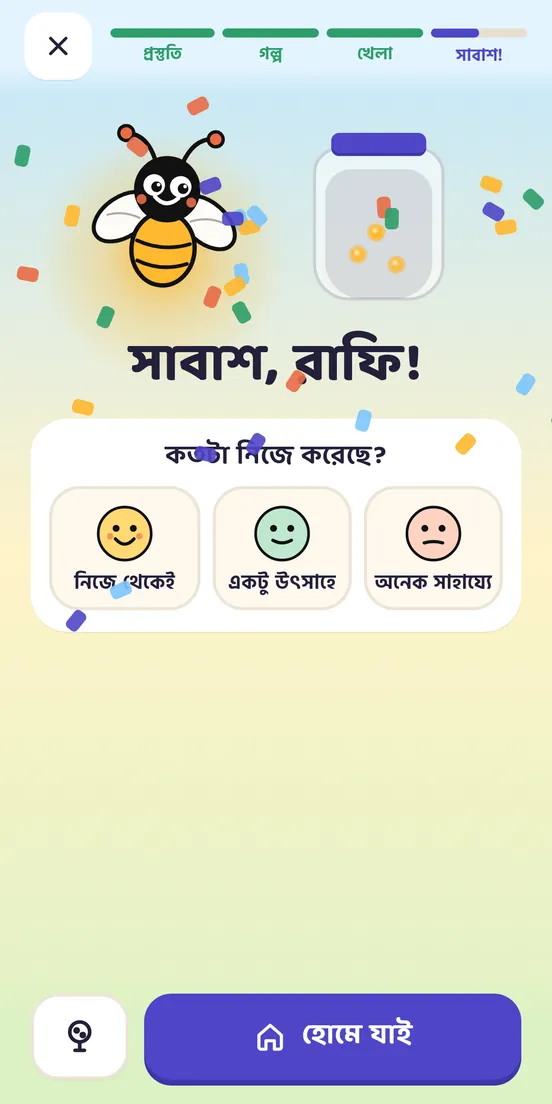 প্রস্তুতি
গল্প
খেলা
সাবাশ!
সাবাশ, রাফি!
কতটা নিজে করেছে?
নিজে থেকেই
একটু উৎসাহে
অনেক সাহায্যে
হোমে যাই